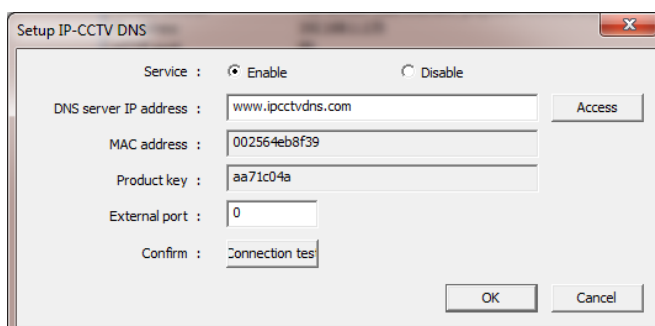 Setup IP-CCTV DNS
Service : Enable Disable
DNS server IP address : www.ipcctvdns.com Access
MAC address : 002564eb8f39
Product key : aa71c04a
External port : 0
Confirm : Connection test
OK Cancel